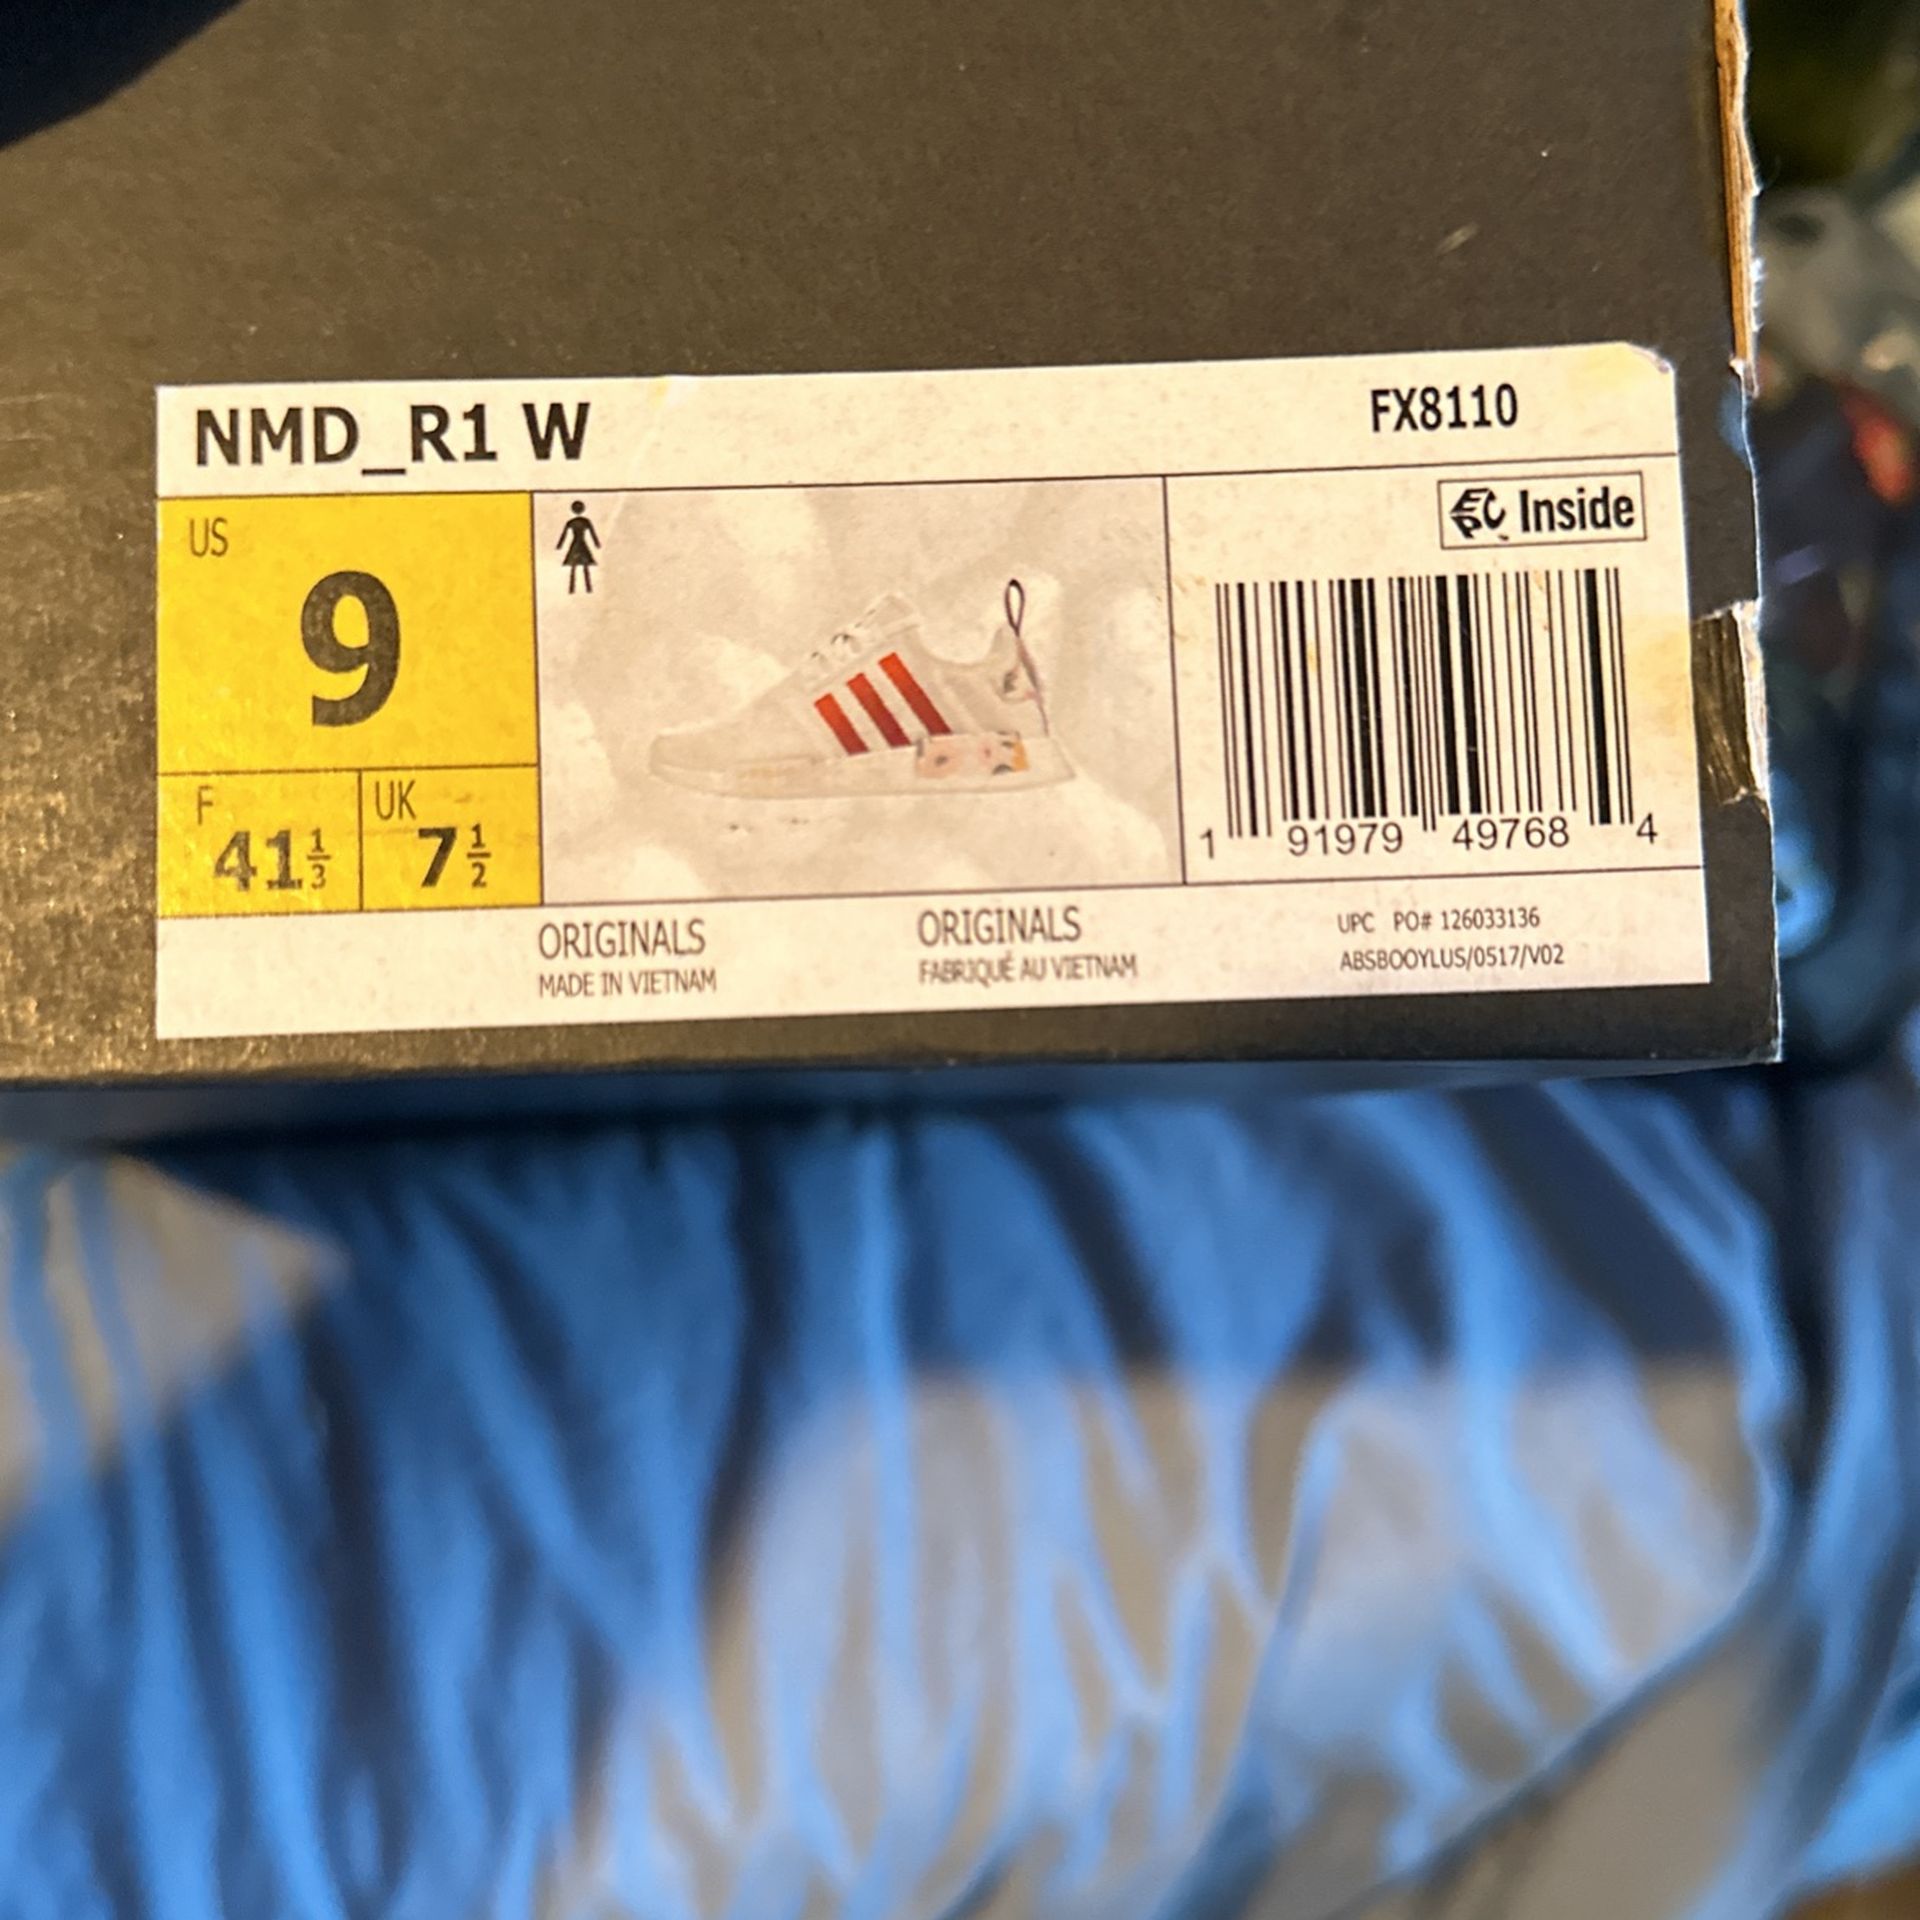 NMD_R1 W
FX8110
US
9
F
41 1/3
UK
7 1/2
EPC Inside
1 91979 49768 4
ORIGINALS
MADE IN VIETNAM
ORIGINALS
FABRIQUÉ AU VIETNAM
UPC PO# 126033136
ABSBOOYLUS/0517/V02